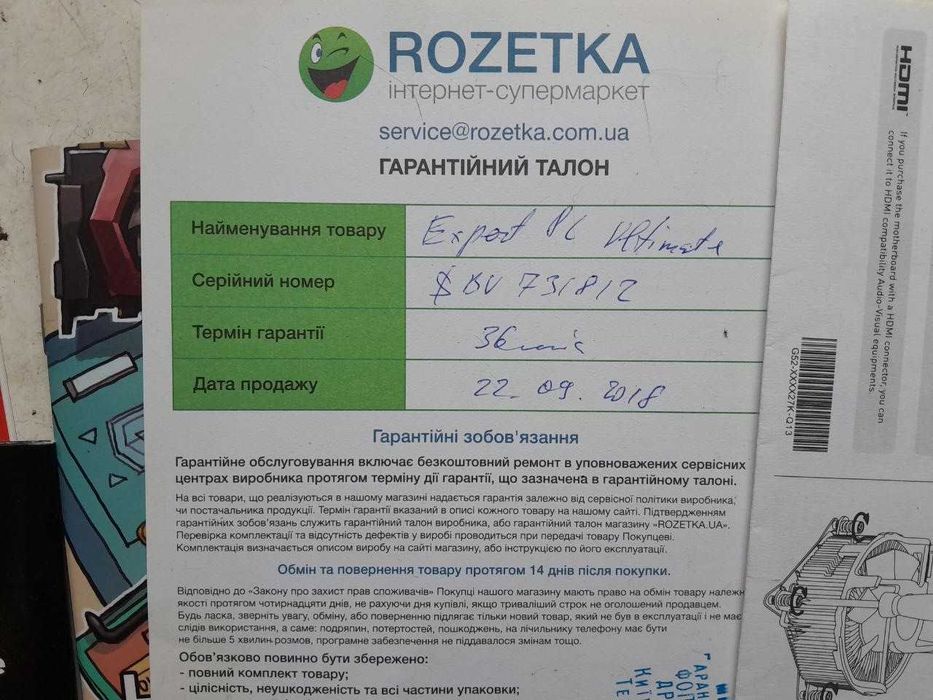 ROZETKA
інтернет-супермаркет
service@rozetka.com.ua
ГАРАНТІЙНИЙ ТАЛОН
Найменування товару Expert PC Ultimate
Серійний номер 731812
Термін гарантії 36 міс
Дата продажу 22.09.2018
Гарантійні зобов'язання
Гарантійне обслуговування включає безкоштовний ремонт в уповноважених сервісних
центрах виробника протягом терміну дії гарантії, що зазначена в гарантійному талоні.
На всі товари, що реалізуються в нашому магазині надається гарантія залежно від сервісної політики виробника,
чи постачальника продукції. Термін гарантії вказаний в описі кожного товару на нашому сайті. Підтвердженням
гарантійних зобов'язань служить гарантійний талон виробника, або гарантійний талон магазину «ROZETKA.UA».
Перевірка комплектації та відсутність дефектів у виробі проводиться при передачі товару Покупцеві.
Комплектація визначається описом виробу на сайті магазину, або інструкцією по його експлуатації.
Обмін та повернення товару протягом 14 днів після покупки.
Відповідно до «Закону про захист прав споживачів» Покупці нашого магазину мають право на обмін товару належн
якості протягом чотирнадцяти днів, не рахуючи дня купівлі, якщо триваліший строк не оголошений продавцем.
Будь ласка, зверніть увагу, обміну, або поверненню підлягає тільки новий товар, який не був в експлуатації і не має
слідів використання, а саме: подряпин, потертостей, пошкоджень, на лічильнику телефону має бути
не більше 5 хвилин розмов, програмне забезпечення не піддавалося змінам тощо.
Обов'язково повинно бути збережено:
- повний комплект товару;
- цілісність, неушкодженість та всі частини упаковки;
HDMI
If you purchase the motherboard with a HDMI connector, you can
connect it to HDMI compatibility Audio-Visual equipments.
G52-XXXX27K-Q13